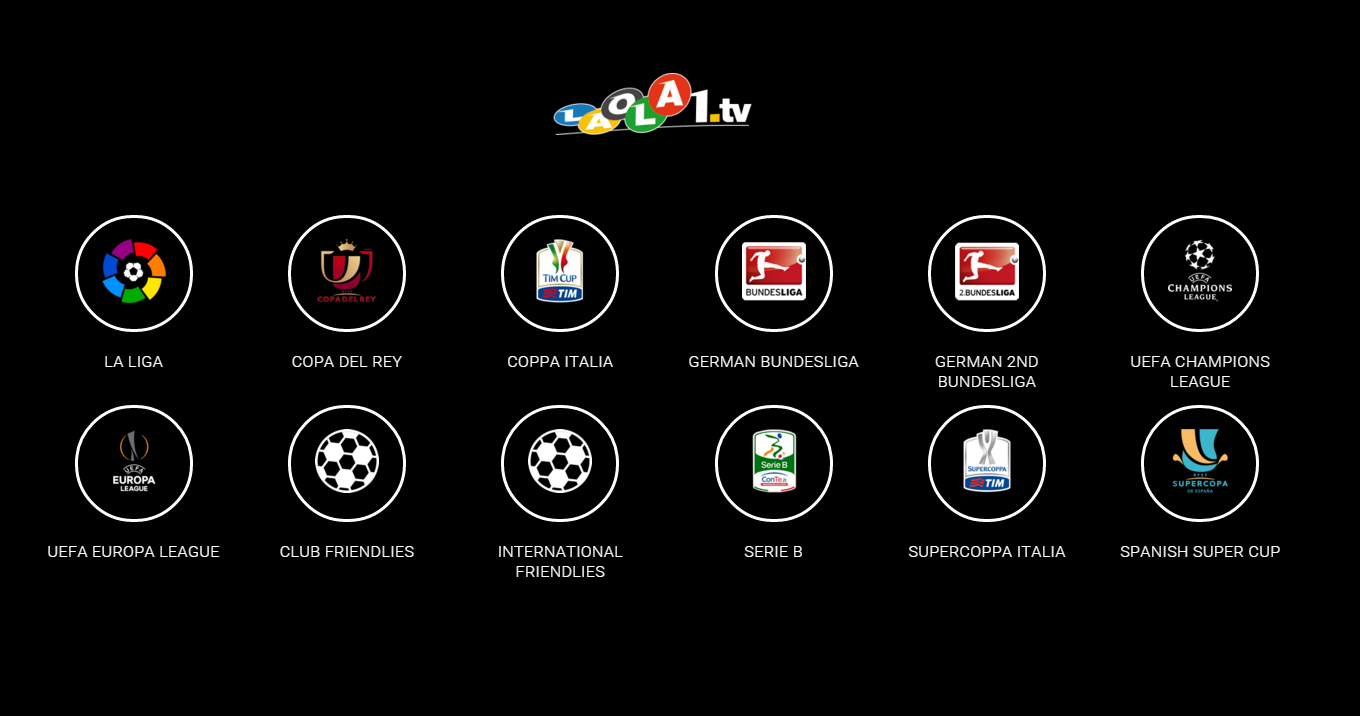 LAOLA1.tv
COPA DEL REY
TIM CUP
TIM
BUNDESLIGA
2.BUNDESLIGA
UEFA
CHAMPIONS
LEAGUE
LA LIGA
COPA DEL REY
COPPA ITALIA
GERMAN BUNDESLIGA
GERMAN 2ND
BUNDESLIGA
UEFA CHAMPIONS
LEAGUE
UEFA
EUROPA
LEAGUE
Serie B
ConTe.it
SUPERCOPPA
TIM
SUPERCOPA
DE ESPAÑA
UEFA EUROPA LEAGUE
CLUB FRIENDLIES
INTERNATIONAL
FRIENDLIES
SERIE B
SUPERCOPPA ITALIA
SPANISH SUPER CUP